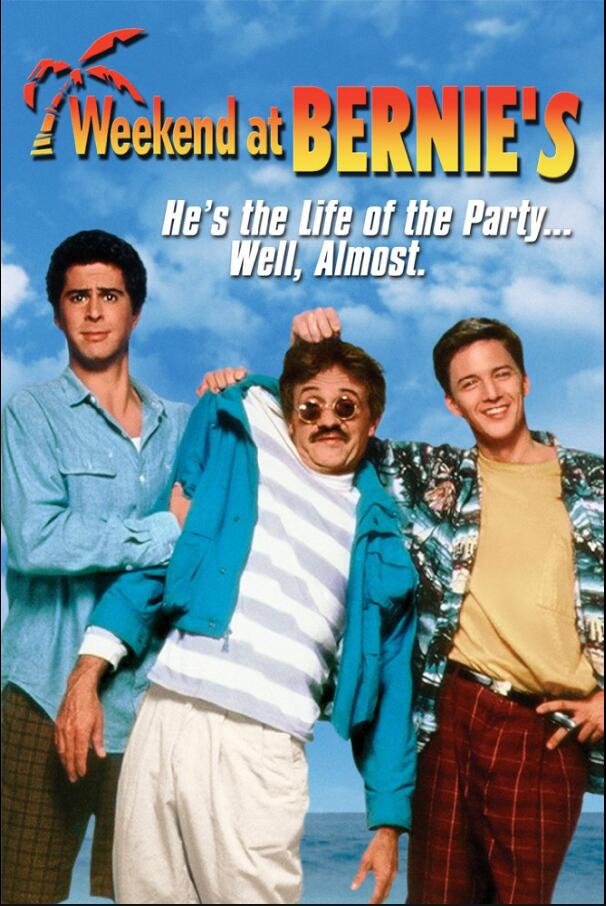 Weekend at BERNIE'S
He's the Life of the Party...
Well, Almost.